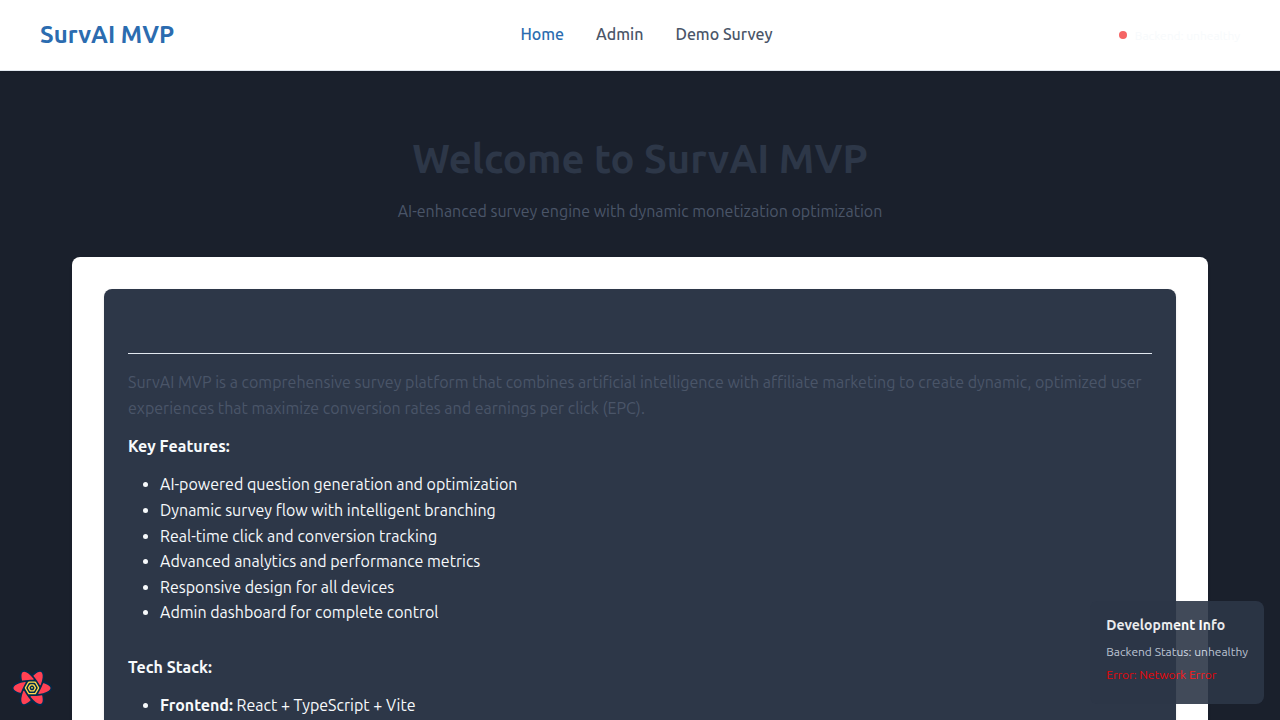 SurvAI MVP
Home
Admin
Demo Survey
Backend: unhealthy
Welcome to SurvAI MVP
AI-enhanced survey engine with dynamic monetization optimization
SurvAI MVP is a comprehensive survey platform that combines artificial intelligence with affiliate marketing to create dynamic, optimized user
experiences that maximize conversion rates and earnings per click (EPC).
Key Features:
AI-powered question generation and optimization
Dynamic survey flow with intelligent branching
Real-time click and conversion tracking
Advanced analytics and performance metrics
Responsive design for all devices
Admin dashboard for complete control
Tech Stack:
Frontend: React + TypeScript + Vite
Development Info
Backend Status: unhealthy
Error: Network Error